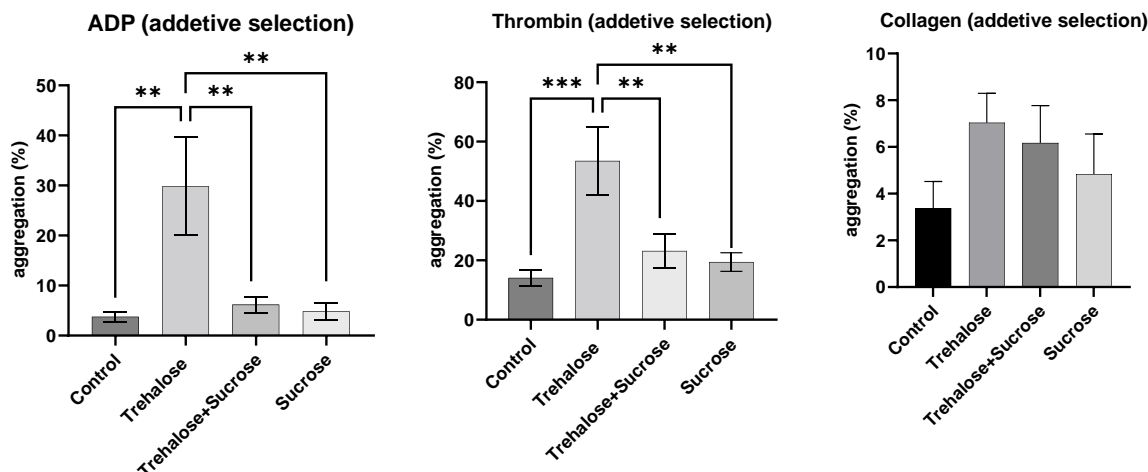 ADP (addetive selection)
aggregation (%)
50
40
30
20
10
0
**
**
**
Control
Trehalose
Trehalose+Sucrose
Sucrose
Thrombin (addetive selection)
aggregation (%)
80
60
40
20
0
**
***
**
Control
Trehalose
Trehalose+Sucrose
Sucrose
Collagen (addetive selection)
aggregation (%)
10
8
6
4
2
0
Control
Trehalose
Trehalose+Sucrose
Sucrose